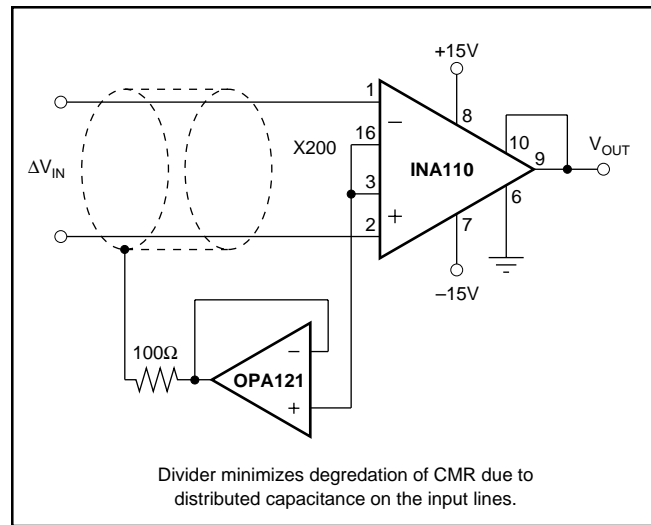 +15V
1
8
−
16
10
X200
INA110
9
V_OUT
ΔV_IN
3
6
+
2
7
−15V
100Ω
−
OPA121
+
Divider minimizes degredation of CMR due to
distributed capacitance on the input lines.